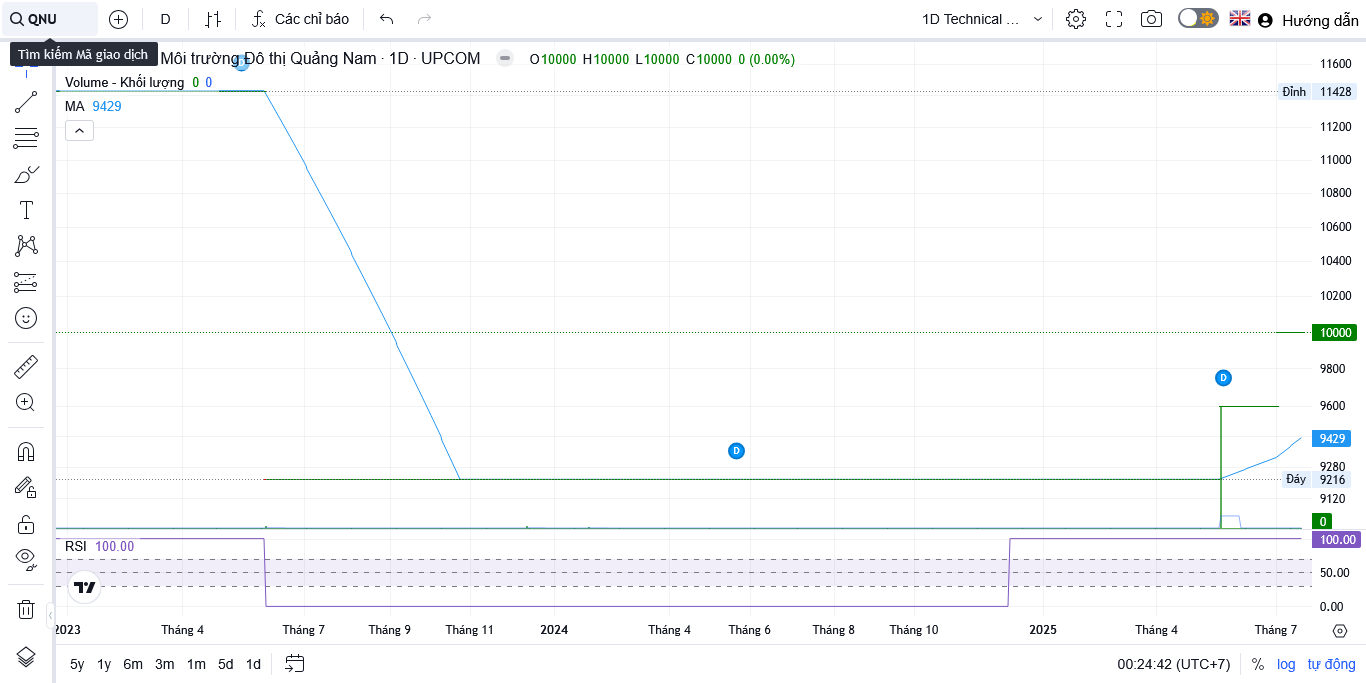 QNU
D
Các chỉ báo
1D Technical ...
Hướng dẫn
Tìm kiếm Mã giao dịch
Môi trường Đô thị Quảng Nam · 1D · UPCOM
O10000 H10000 L10000 C10000 0 (0.00%)
Volume - Khối lượng 0 0
MA 9429
11600
Đỉnh 11428
11200
11000
10800
10600
10400
10200
10000
9800
D
9600
9429
D
9280
Đáy 9216
9120
0
RSI 100.00
100.00
50.00
0.00
2023 Tháng 4 Tháng 7 Tháng 9 Tháng 11 2024 Tháng 4 Tháng 6 Tháng 8 Tháng 10 2025 Tháng 4 Tháng 7
5y 1y 6m 3m 1m 5d 1d
00:24:42 (UTC+7) % log tự động